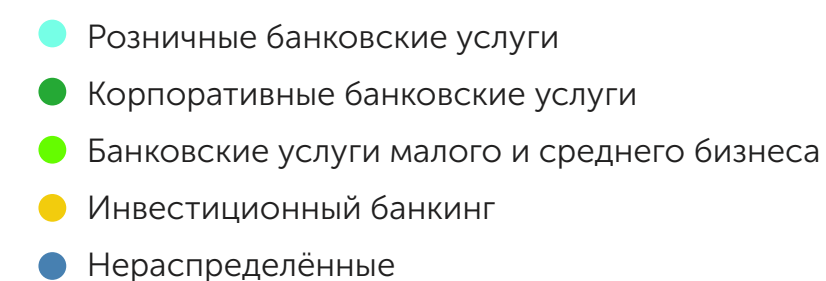 Розничные банковские услуги
Корпоративные банковские услуги
Банковские услуги малого и среднего бизнеса
Инвестиционный банкинг
Нераспределённые